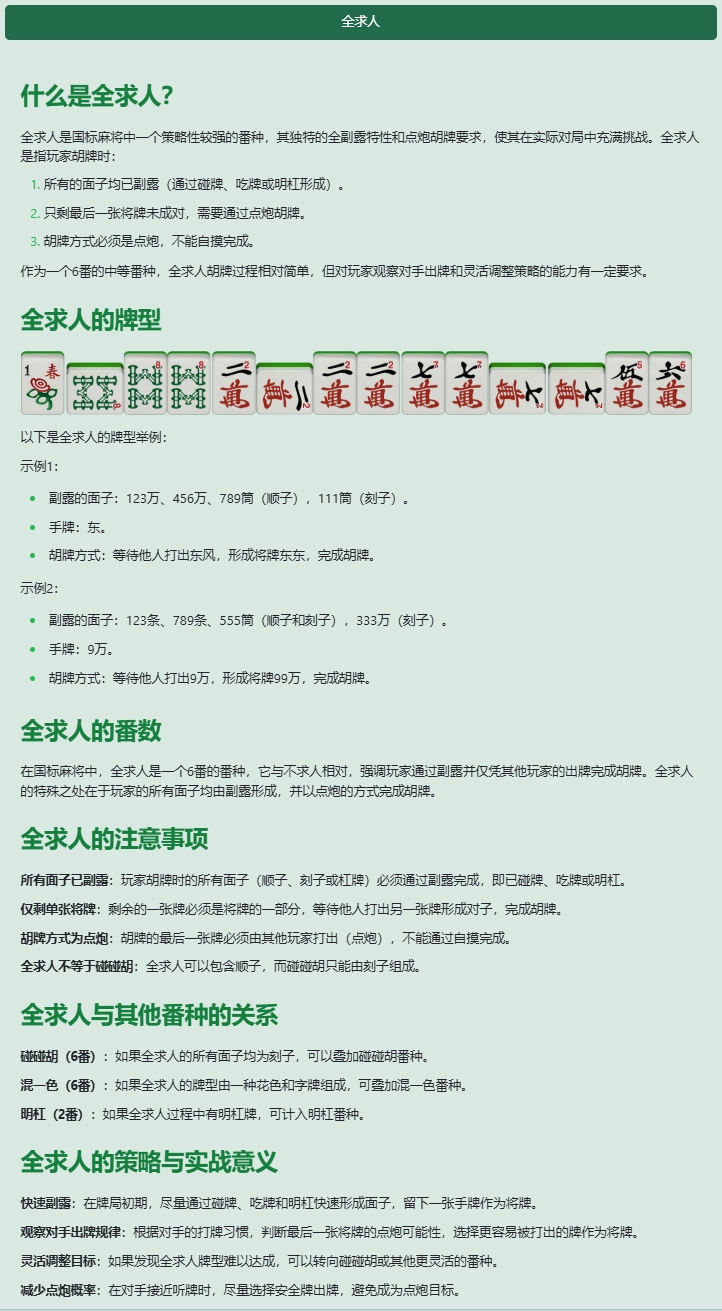 全求人
什么是全求人？
全求人是国标麻将中一个策略性较强的番种，其独特的全副露特性和点炮胡牌要求，使其在实际对局中充满挑战。全求人
是指玩家胡牌时：
1. 所有的面子均已副露（通过碰牌、吃牌或明杠形成）。
2. 只剩最后一张将牌未成对，需要通过点炮胡牌。
3. 胡牌方式必须是点炮，不能自摸完成。
作为一个6番的中等番种，全求人胡牌过程相对简单，但对玩家观察对手出牌和灵活调整策略的能力有一定要求。
全求人的牌型
1 春 8 8 8 二萬 2 二萬 2 二萬 2 二萬 2 七萬 7 七萬 7 七萬 7 七萬 7 伍萬 5 六萬 6
以下是全求人的牌型举例：
示例1：
副露的面子：123万、456万、789筒（顺子），111筒（刻子）。
手牌：东。
胡牌方式：等待他人打出东风，形成将牌东东，完成胡牌。
示例2：
副露的面子：123条、789条、555筒（顺子和刻子），333万（刻子）。
手牌：9万。
胡牌方式：等待他人打出9万，形成将牌99万，完成胡牌。
全求人的番数
在国标麻将中，全求人是一个6番的番种，它与不求人相对，强调玩家通过副露并仅凭其他玩家的出牌完成胡牌。全求人
的特殊之处在于玩家的所有面子均由副露形成，并以点炮的方式完成胡牌。
全求人的注意事项
所有面子已副露：玩家胡牌时的所有面子（顺子、刻子或杠牌）必须通过副露完成，即已碰牌、吃牌或明杠。
仅剩单张将牌：剩余的一张牌必须是将牌的一部分，等待他人打出另一张牌形成对子，完成胡牌。
胡牌方式为点炮：胡牌的最后一张牌必须由其他玩家打出（点炮），不能通过自摸完成。
全求人不等于碰碰胡：全求人可以包含顺子，而碰碰胡只能由刻子组成。
全求人与其他番种的关系
碰碰胡（6番）：如果全求人的所有面子均为刻子，可以叠加碰碰胡番种。
混一色（6番）：如果全求人的牌型由一种花色和字牌组成，可叠加混一色番种。
明杠（2番）：如果全求人过程中有明杠牌，可计入明杠番种。
全求人的策略与实战意义
快速副露：在牌局初期，尽量通过碰牌、吃牌和明杠快速形成面子，留下一张手牌作为将牌。
观察对手出牌规律：根据对手的打牌习惯，判断最后一张将牌的点炮可能性，选择更容易被打出的牌作为将牌。
灵活调整目标：如果发现全求人牌型难以达成，可以转向碰碰胡或其他更灵活的番种。
减少点炮概率：在对手接近听牌时，尽量选择安全牌出牌，避免成为点炮目标。